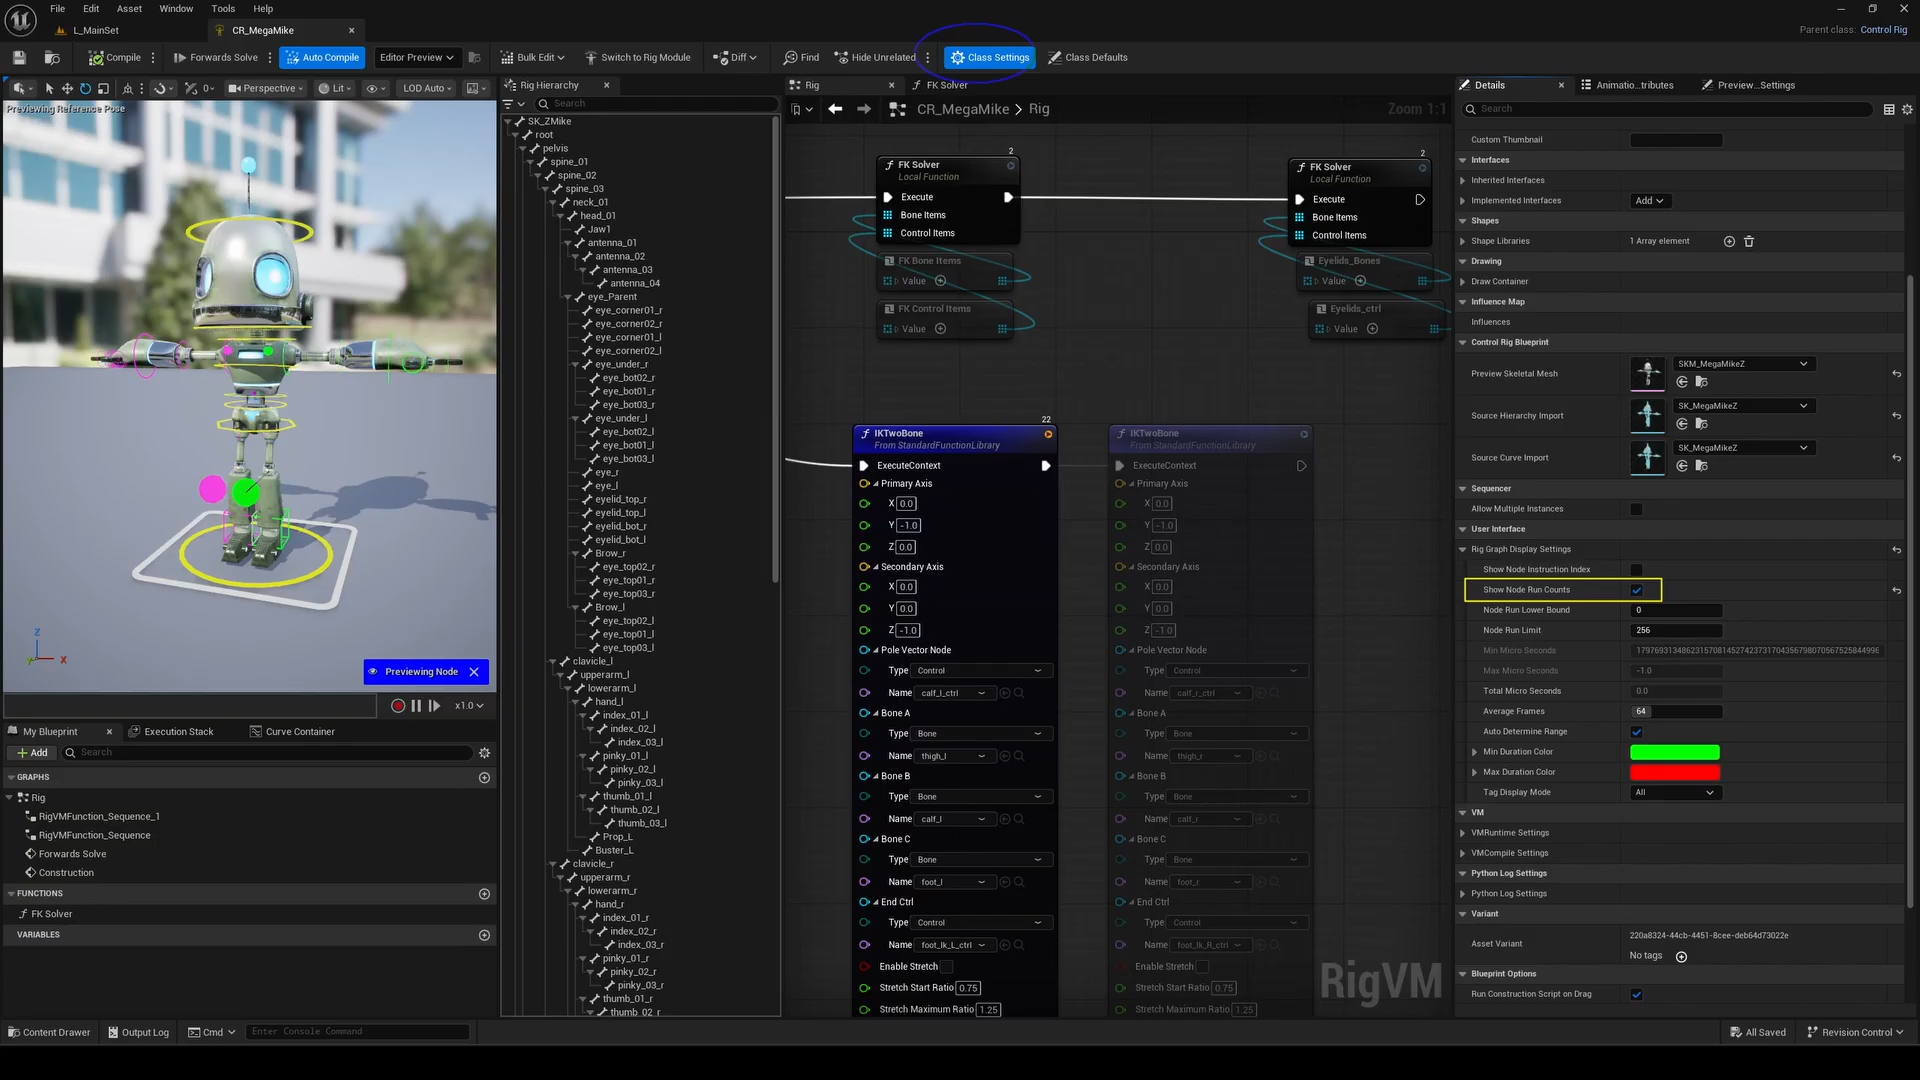 File Edit Asset Window Tools Help
L_MainSet
CR_MegaMike
Parent class: Control Rig
Compile
Forwards Solve
Auto Compile
Editor Preview
Bulk Edit
Switch to Rig Module
Diff
Find
Hide Unrelated
Class Settings
Class Defaults
0
Perspective
Lit
LOD Auto
Previewing Reference Pose
Z
X
Previewing Node
x1.0
My Blueprint
Execution Stack
Curve Container
Add
Search
GRAPHS
Rig
RigVMFunction_Sequence_1
RigVMFunction_Sequence
Forwards Solve
Construction
FUNCTIONS
FK Solver
VARIABLES
Rig Hierarchy
Search
SK_ZMike
root
pelvis
spine_01
spine_02
spine_03
neck_01
head_01
Jaw1
antenna_01
antenna_02
antenna_03
antenna_04
eye_Parent
eye_corner01_r
eye_corner02_r
eye_corner01_l
eye_corner02_l
eye_under_r
eye_bot02_r
eye_bot01_r
eye_bot03_r
eye_under_l
eye_bot02_l
eye_bot01_l
eye_bot03_l
eye_r
eye_l
eyelid_top_r
eyelid_top_l
eyelid_bot_r
eyelid_bot_l
Brow_r
eye_top02_r
eye_top01_r
eye_top03_r
Brow_l
eye_top02_l
eye_top01_l
eye_top03_l
clavicle_l
upperarm_l
lowerarm_l
hand_l
index_01_l
index_02_l
index_03_l
pinky_01_l
pinky_02_l
pinky_03_l
thumb_01_l
thumb_02_l
thumb_03_l
Prop_L
Buster_L
clavicle_r
upperarm_r
lowerarm_r
hand_r
index_01_r
index_02_r
index_03_r
pinky_01_r
pinky_02_r
pinky_03_r
thumb_01_r
thumb_02_r
Rig
FK Solver
CR_MegaMike > Rig
Zoom 1:1
2
FK Solver
Local Function
Execute
Bone Items
Control Items
FK Bone Items
Value
FK Control Items
Value
2
FK Solver
Local Function
Execute
Bone Items
Control Items
Eyelids_Bones
Value
Eyelids_ctrl
Value
22
IKTwoBone
From StandardFunctionLibrary
ExecuteContext
Primary Axis
X 0.0
Y -1.0
Z 0.0
Secondary Axis
X 0.0
Y 0.0
Z -1.0
Pole Vector Node
Type Control
Name calf_l_ctrl
Bone A
Type Bone
Name thigh_l
Bone B
Type Bone
Name calf_l
Bone C
Type Bone
Name foot_l
End Ctrl
Type Control
Name foot_Ik_L_ctrl
Enable Stretch
Stretch Start Ratio 0.75
Stretch Maximum Ratio 1.25
IKTwoBone
From StandardFunctionLibrary
ExecuteContext
Primary Axis
X 0.0
Y -1.0
Z 0.0
Secondary Axis
X 0.0
Y 0.0
Z -1.0
Pole Vector Node
Type Control
Name calf_r_ctrl
Bone A
Type Bone
Name thigh_r
Bone B
Type Bone
Name calf_r
Bone C
Type Bone
Name foot_r
End Ctrl
Type Control
Name foot_Ik_R_ctrl
Enable Stretch
Stretch Start Ratio 0.75
Stretch Maximum Ratio 1.25
RigVM
Details
Animatio...tributes
Preview...Settings
Search
Custom Thumbnail
Interfaces
Inherited Interfaces
Implemented Interfaces Add
Shapes
Shape Libraries 1 Array element
Drawing
Draw Container
Influence Map
Influences
Control Rig Blueprint
Preview Skeletal Mesh SKM_MegaMikeZ
Source Hierarchy Import SK_MegaMikeZ
Source Curve Import SK_MegaMikeZ
Sequencer
Allow Multiple Instances
User Interface
Rig Graph Display Settings
Show Node Instruction Index
Show Node Run Counts
Node Run Lower Bound 0
Node Run Limit 256
Min Micro Seconds
Max Micro Seconds -1.0
Total Micro Seconds 0.0
Average Frames 64
Auto Determine Range
Min Duration Color
Max Duration Color
Tag Display Mode All
VM
VMRuntime Settings
VMCompile Settings
Python Log Settings
Python Log Settings
Variant
Asset Variant 220a8324-44cb-4451-8cee-deb64d73022e
No tags
Blueprint Options
Run Construction Script on Drag
Content Drawer
Output Log
Cmd
Enter Console Command
All Saved
Revision Control